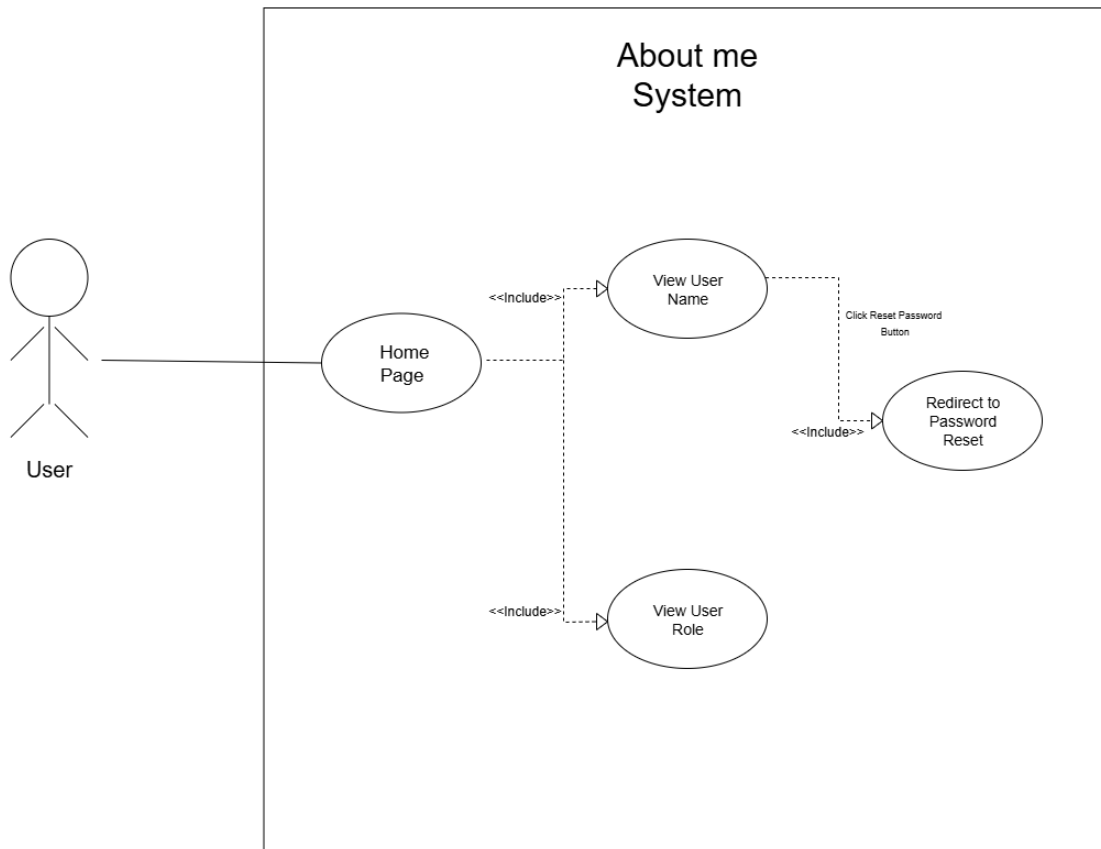 About me
System
View User
Name
<<Include>>
Click Reset Password
Button
Home
Page
Redirect to
Password
Reset
<<Include>>
User
<<Include>>
View User
Role